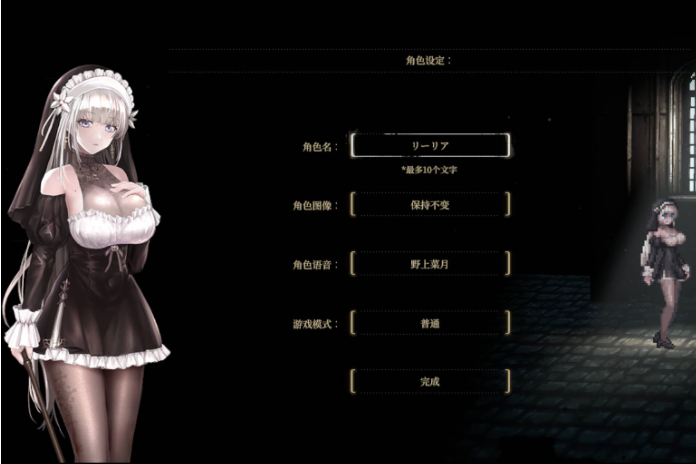 角色设定：
角色名： リーリア
*最多10个文字
角色图像： 保持不变
角色语音： 野上菜月
游戏模式： 普通
完成